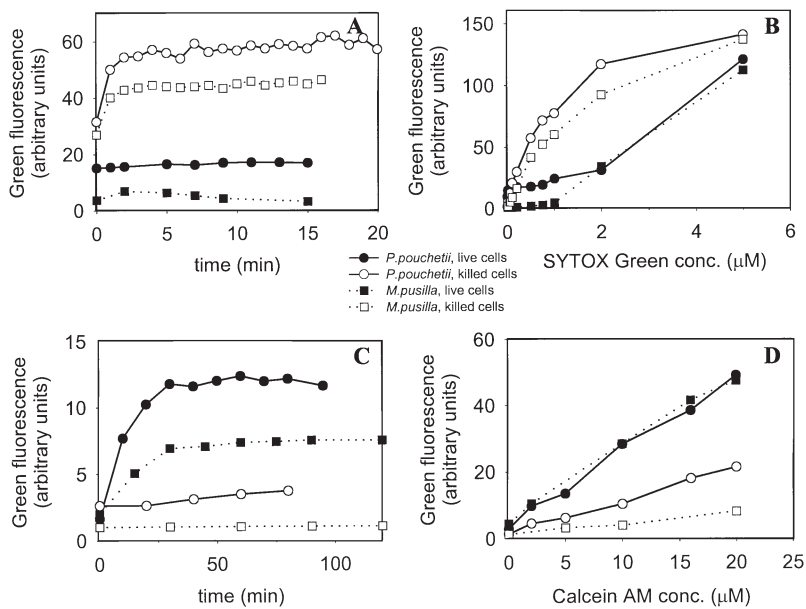 A
Green fluorescence
(arbitrary units)
60
40
20
0
0 5 10 15 20
time (min)
B
Green fluorescence
(arbitrary units)
150
100
50
0
0 2 4 6
SYTOX Green conc. (µM)
P.pouchetii, live cells
P.pouchetii, killed cells
M.pusilla, live cells
M.pusilla, killed cells
C
Green fluorescence
(arbitrary units)
15
10
5
0
0 50 100
time (min)
D
Green fluorescence
(arbitrary units)
60
40
20
0
0 5 10 15 20 25
Calcein AM conc. (µM)